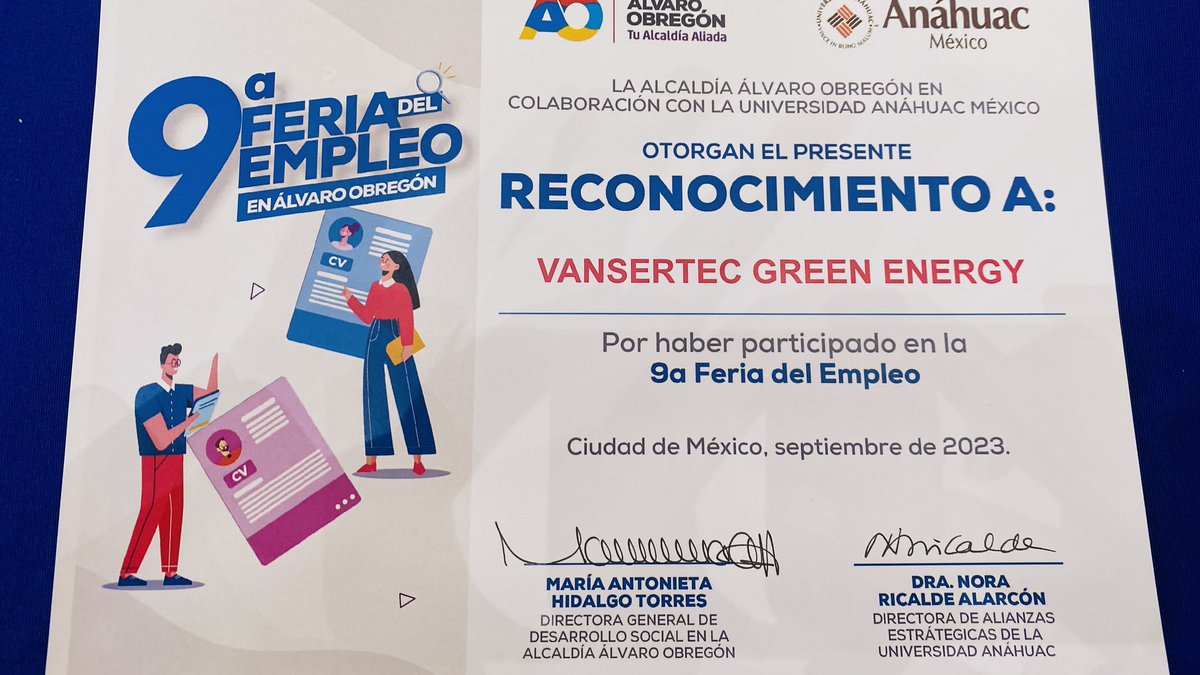 ÁLVARO
OBREGÓN
Tu Alcaldía Aliada
Anáhuac
México
9a
FERIA DEL
EMPLEO
EN ÁLVARO OBREGÓN
CV
CV
LA ALCALDÍA ÁLVARO OBREGÓN EN
COLABORACIÓN CON LA UNIVERSIDAD ANÁHUAC MÉXICO
OTORGAN EL PRESENTE
RECONOCIMIENTO A:
VANSERTEC GREEN ENERGY
Por haber participado en la
9a Feria del Empleo
Ciudad de México, septiembre de 2023.
MARÍA ANTONIETA
HIDALGO TORRES
DIRECTORA GENERAL DE
DESARROLLO SOCIAL EN LA
ALCALDÍA ÁLVARO OBREGÓN
DRA. NORA
RICALDE ALARCÓN
DIRECTORA DE ALIANZAS
ESTRÁTEGICAS DE LA
UNIVERSIDAD ANÁHUAC